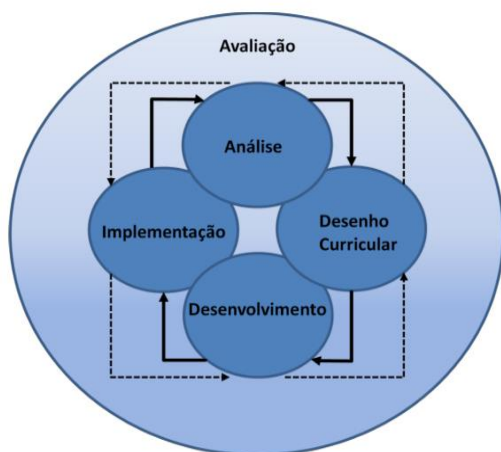 Avaliação
Análise
Implementação
Desenho
Curricular
Desenvolvimento